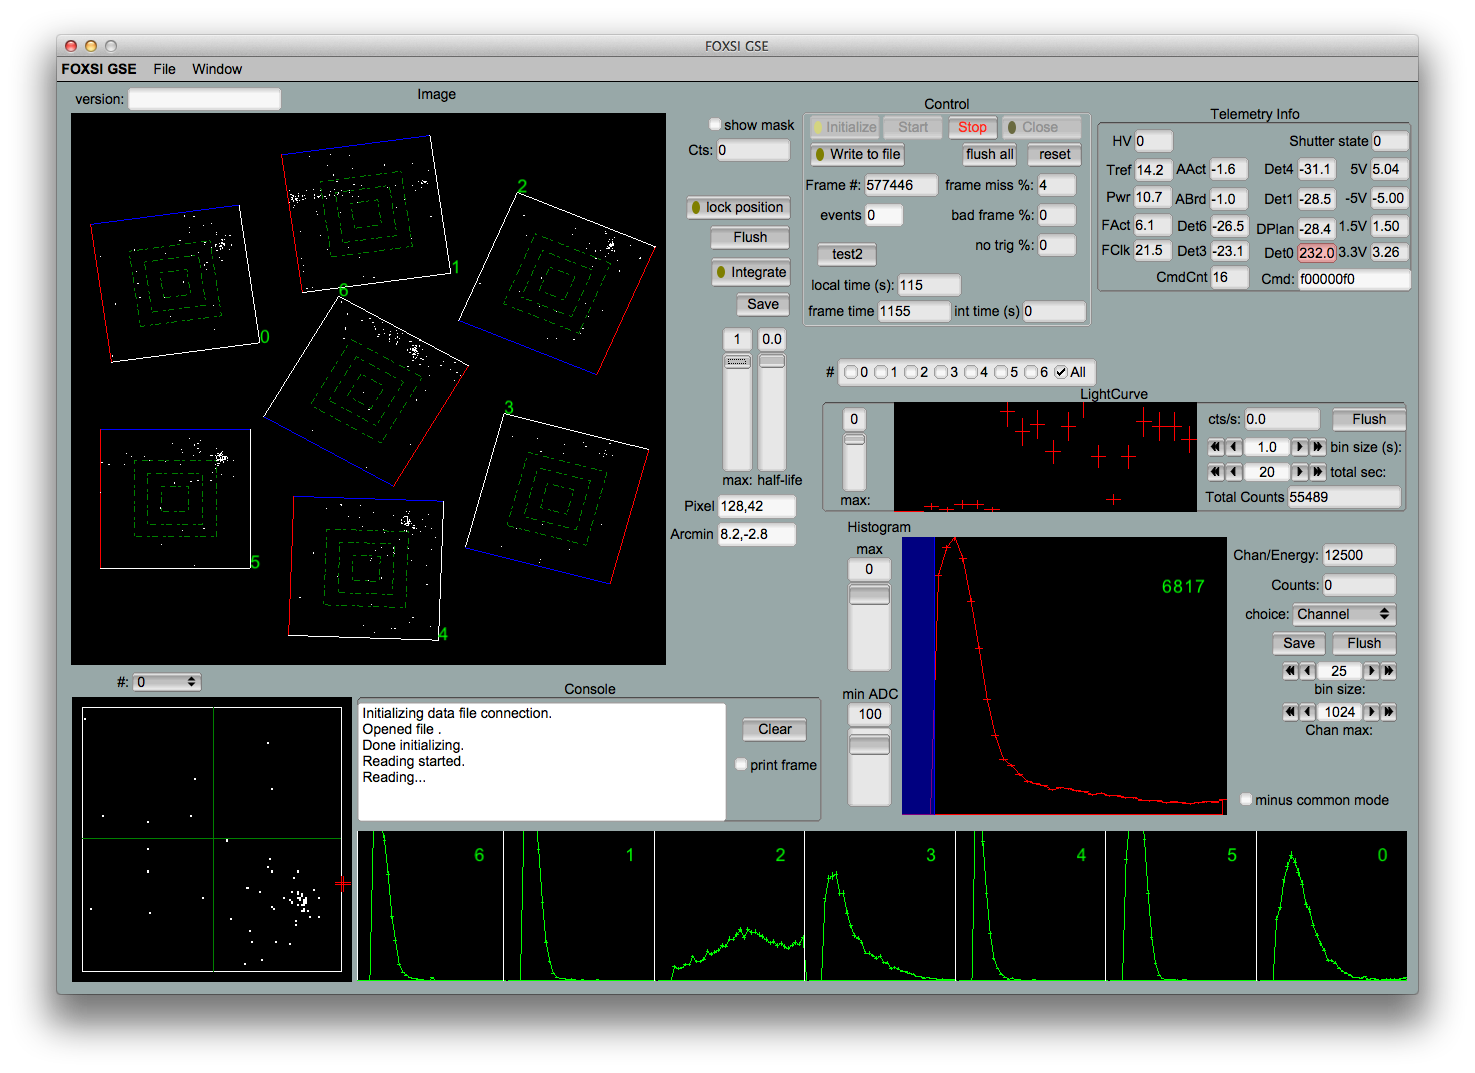 FOXSI GSE
FOXSI GSE File Window
version:
Image
0
1
2
6
3
5
4
show mask
Cts: 0
lock position
Flush
Integrate
Save
1 0.0
max: half-life
Pixel 128,42
Arcmin 8.2,-2.8
Control
Initialize Start Stop Close
Write to file flush all reset
Frame #: 577446 frame miss %: 4
events 0 bad frame %: 0
no trig %: 0
test2
local time (s): 115
frame time 1155 int time (s) 0
Telemetry Info
HV 0 Shutter state 0
Tref 14.2 AAct -1.6 Det4 -31.1 5V 5.04
Pwr 10.7 ABrd -1.0 Det1 -28.5 -5V -5.00
FAct 6.1 Det6 -26.5 DPlan -28.4 1.5V 1.50
FClk 21.5 Det3 -23.1 Det0 232.0 3.3V 3.26
CmdCnt 16 Cmd: f00000f0
# 0 1 2 3 4 5 6 All
LightCurve
0
max:
cts/s: 0.0 Flush
1.0 bin size (s):
20 total sec:
Total Counts 55489
Histogram
max
0
min ADC
100
6817
Chan/Energy: 12500
Counts: 0
choice: Channel
Save Flush
25
bin size:
1024
Chan max:
minus common mode
#: 0
Console
Initializing data file connection.
Opened file .
Done initializing.
Reading started.
Reading...
Clear
print frame
6 1 2 3 4 5 0